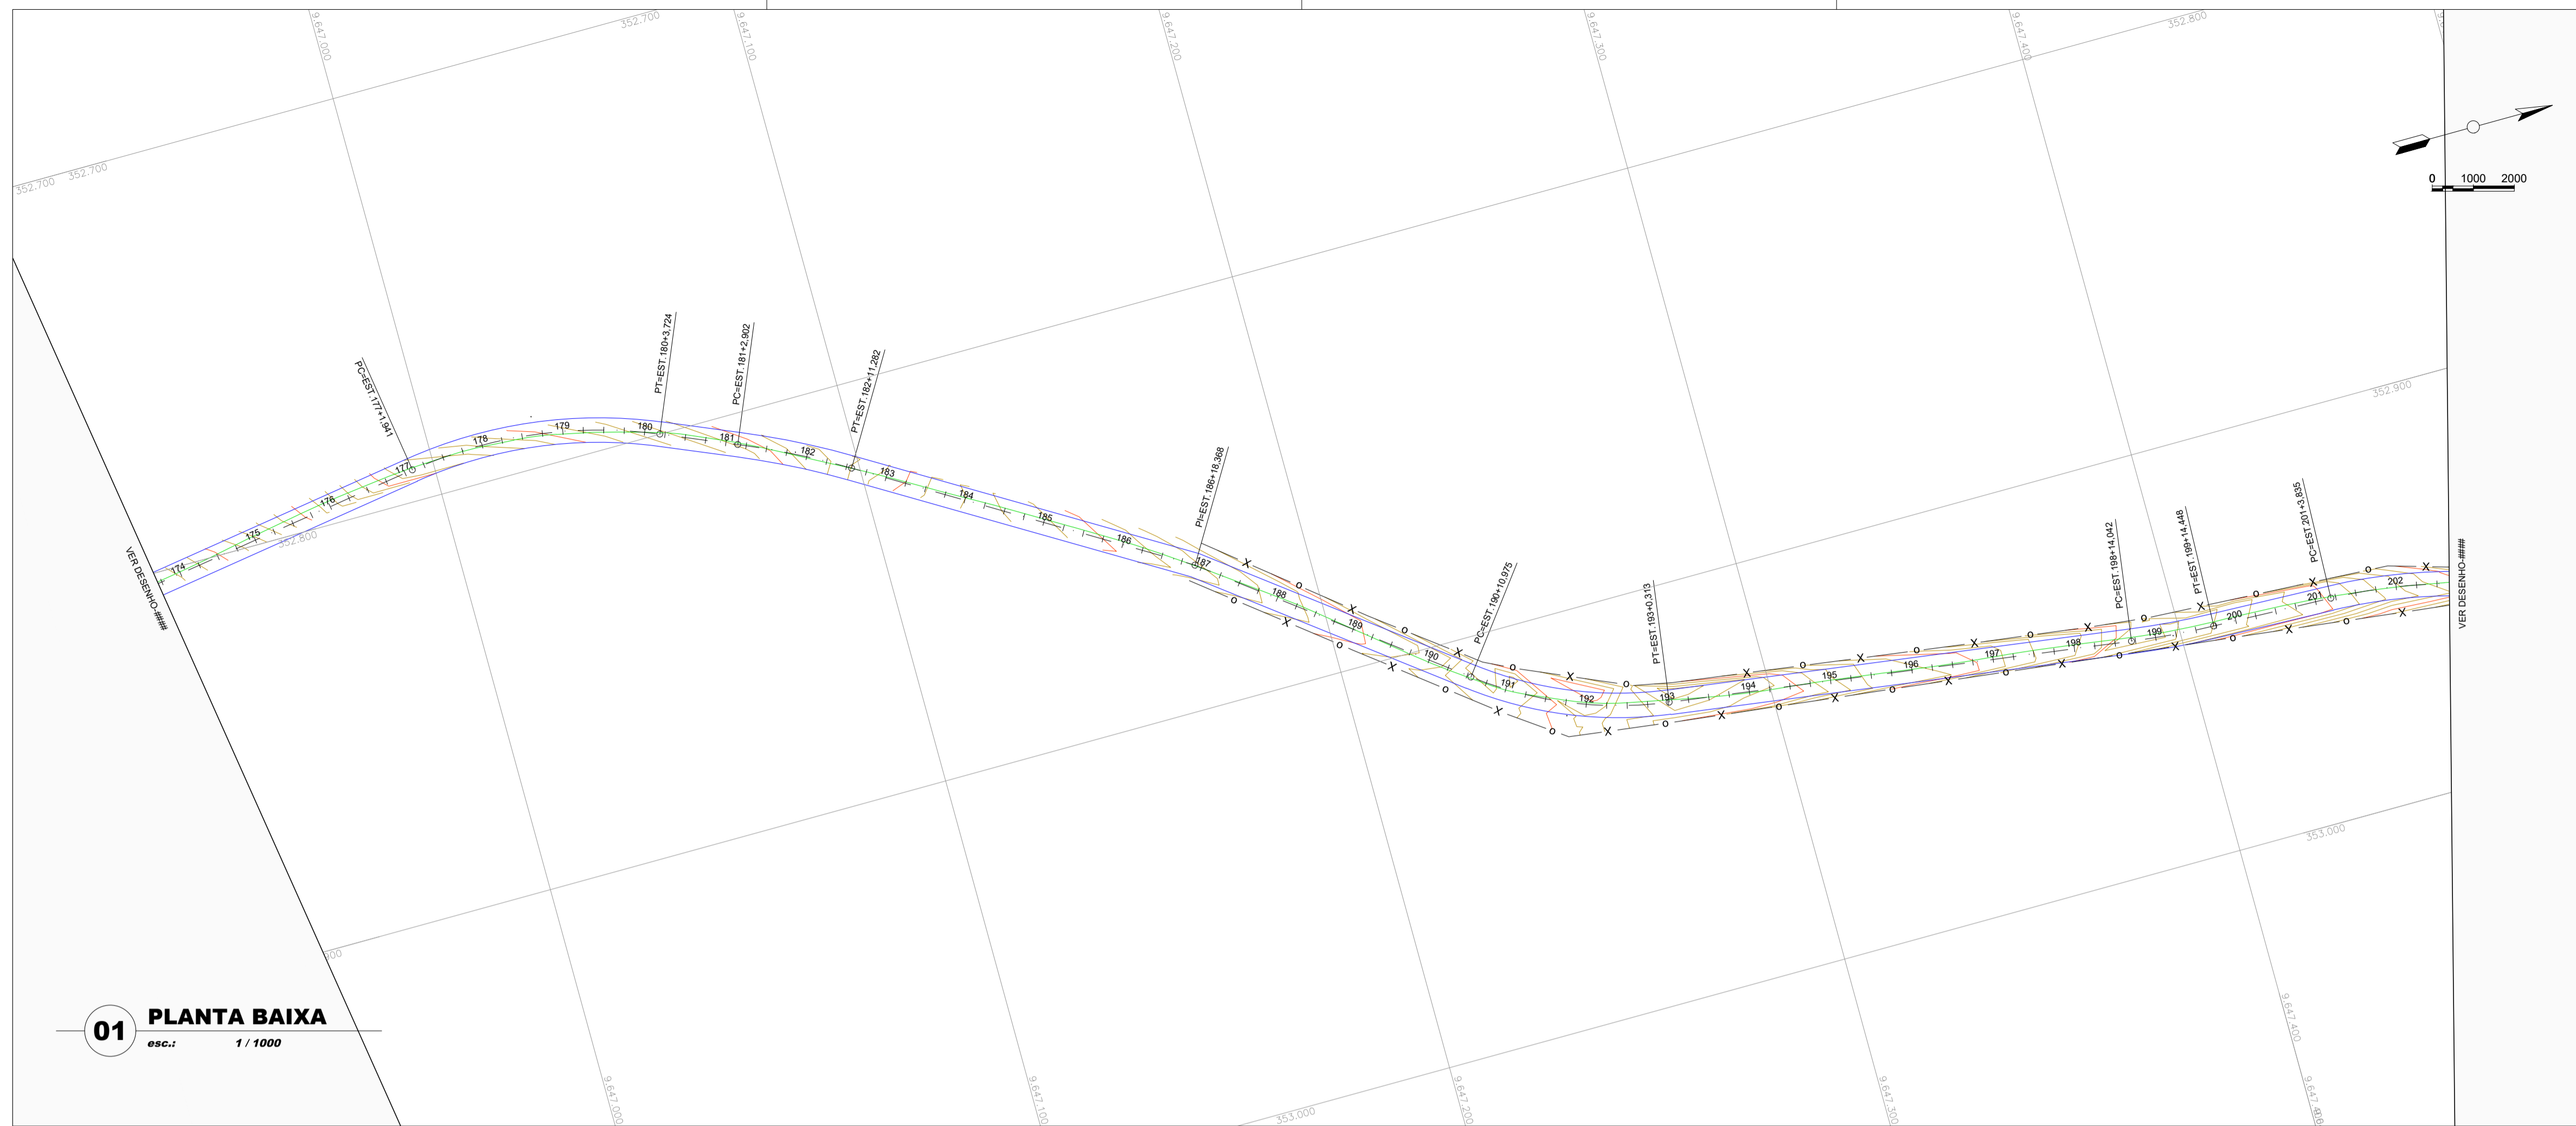 9.647.000
352.700
9.647.100
9.647.200
9.647.300
9.647.400
352.800
352.700
352.700
0 1000 2000
PC=EST.177+1,941
PT=EST.180+3,724
PC=EST.181+2,902
PT=EST.182+11,282
PI=EST.186+18,368
PC=EST.190+10,975
PT=EST.193+0,313
PC=EST.198+14,042
PT=EST.199+14,448
PC=EST.201+3,835
352.900
174
175
176
177
178
179
180
181
182
183
184
185
186
187
188
189
190
191
192
193
194
195
196
197
198
199
200
201
202
352.800
VER DESENHO-####
VER DESENHO-####
X o X o X
o X o X o X o
o X o X o X o X o X o X o X o X
X o X o X o X o X o X o X o X
353.000
01
PLANTA BAIXA
esc.: 1 / 1000
9.647.400
9.647.000
9.647.100
9.647.200
353.000
9.647.300